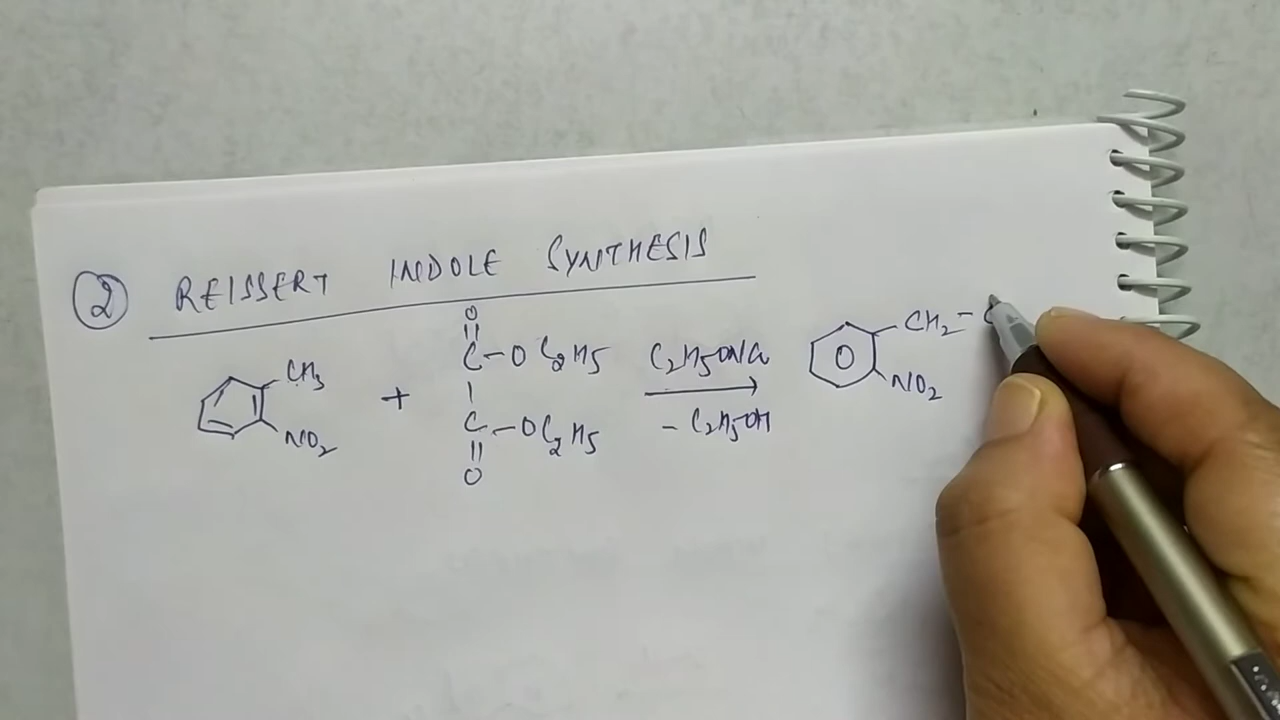 ② REISSERT INDOLE SYNTHESIS
O
||
CH3 C-OC2H5 C2H5ONa CH2-C
+ | →
NO2 C-OC2H5 -C2H5OH O NO2
||
O